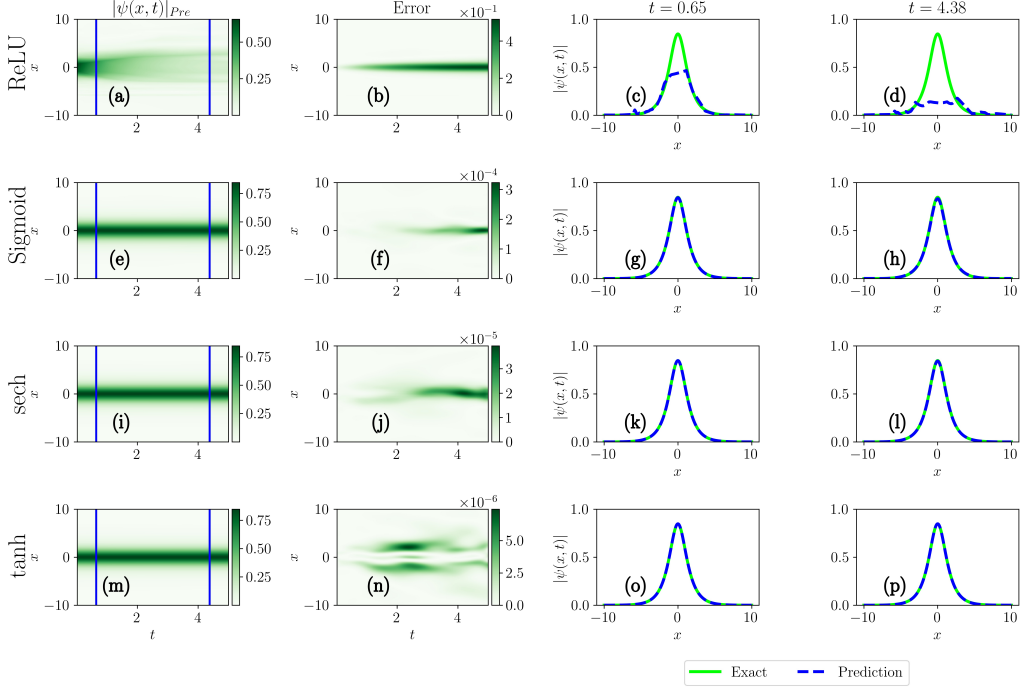 |ψ(x, t)|Pre Error t = 0.65 t = 4.38
ReLU
x
10
0
−10
2 4
t
(a)
0.50
0.25
×10−1
x
10
0
−10
2 4
t
(b)
4
2
0
|ψ(x, t)|
1.0
0.5
0.0
−10 0 10
x
(c)
1.0
0.5
0.0
−10 0 10
x
(d)
Sigmoid
x
10
0
−10
2 4
(e)
0.75
0.50
0.25
×10−4
x
10
0
−10
2 4
(f)
3
2
1
0
|ψ(x, t)|
1.0
0.5
0.0
−10 0 10
x
(g)
1.0
0.5
0.0
−10 0 10
x
(h)
sech
x
10
0
−10
2 4
(i)
0.75
0.50
0.25
×10−5
x
10
0
−10
2 4
(j)
4
3
2
1
0
|ψ(x, t)|
1.0
0.5
0.0
−10 0 10
x
(k)
1.0
0.5
0.0
−10 0 10
x
(l)
tanh
x
10
0
−10
2 4
t
(m)
0.75
0.50
0.25
×10−6
x
10
0
−10
2 4
t
(n)
5.0
2.5
0.0
|ψ(x, t)|
1.0
0.5
0.0
−10 0 10
x
(o)
1.0
0.5
0.0
−10 0 10
x
(p)
Exact Prediction